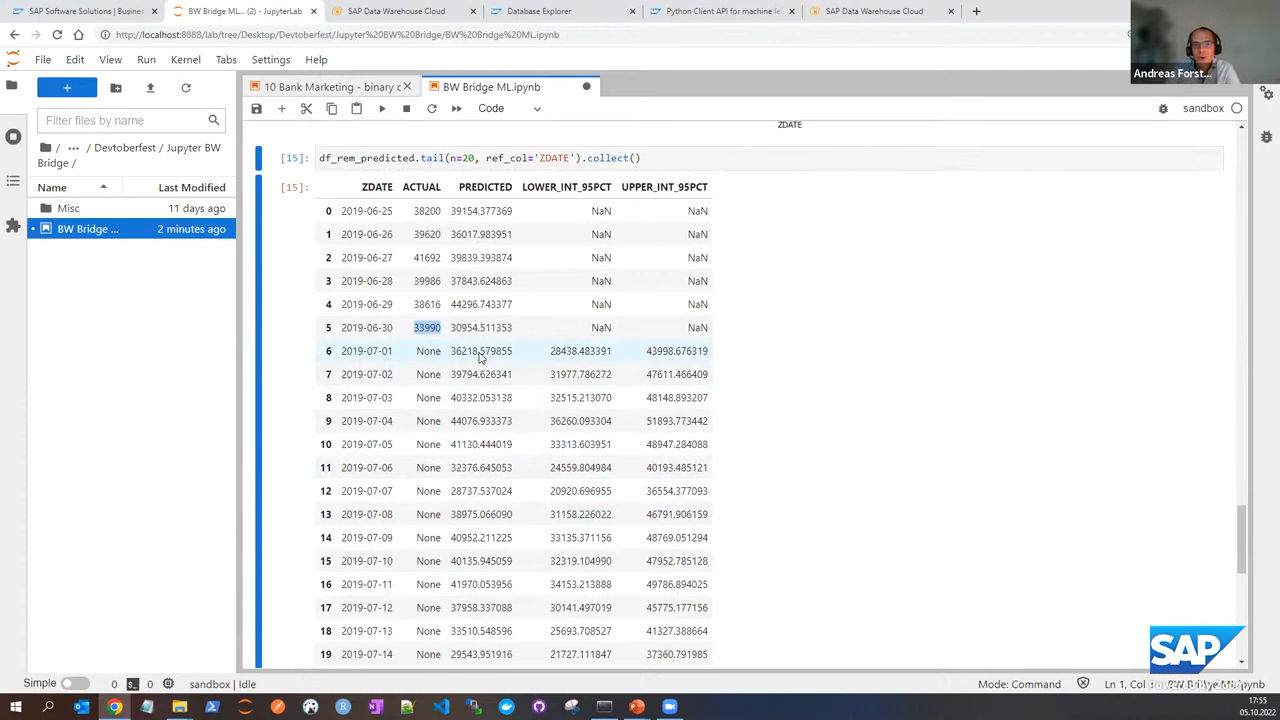 SAP Software Solutions | Busines
BW Bridge ML... (2) - JupyterLab
SAP Data Warehouse Cloud
Database Explorer
Python Client API for machine lea
SAP Data Warehouse Cloud
http://localhost:8888/lab/tree/Desktop/Devtoberfest/Jupyter%20BW%20Bridge/BW%20Bridge%20ML.ipynb
Andreas Forst...
File Edit View Run Kernel Tabs Settings Help
10 Bank Marketing - binary c
BW Bridge ML.ipynb
Code
sandbox
Filter files by name
/ ... / Devtoberfest / Jupyter BW
Bridge /
Name Last Modified
Misc 11 days ago
BW Bridge ... 2 minutes ago
ZDATE
[15]: df_rem_predicted.tail(n=20, ref_col='ZDATE').collect()
[15]: ZDATE ACTUAL PREDICTED LOWER_INT_95PCT UPPER_INT_95PCT
0 2019-06-25 38200 39154.377369 NaN NaN
1 2019-06-26 39620 36017.983951 NaN NaN
2 2019-06-27 41692 39839.393874 NaN NaN
3 2019-06-28 39986 37843.624863 NaN NaN
4 2019-06-29 38616 44296.743377 NaN NaN
5 2019-06-30 33990 30954.511353 NaN NaN
6 2019-07-01 None 36218.579855 28438.483391 43998.676319
7 2019-07-02 None 39794.626341 31977.786272 47611.466409
8 2019-07-03 None 40332.053138 32515.213070 48148.893207
9 2019-07-04 None 44076.933373 36260.093304 51893.773442
10 2019-07-05 None 41130.444019 33313.603951 48947.284088
11 2019-07-06 None 32376.645053 24559.804984 40193.485121
12 2019-07-07 None 28737.537024 20920.696955 36554.377093
13 2019-07-08 None 38975.066090 31158.226022 46791.906159
14 2019-07-09 None 40952.211225 33135.371156 48769.051294
15 2019-07-10 None 40135.945059 32319.104990 47952.785128
16 2019-07-11 None 41970.053956 34153.213888 49786.894025
17 2019-07-12 None 37958.337088 30141.497019 45775.177156
18 2019-07-13 None 33510.548596 25693.708527 41327.388664
19 2019-07-14 None 29543.951916 21727.111847 37360.791985
SAP
Simple 0 0 sandbox | Idle Mode: Command Ln 1, Col
17:55
05.10.2022